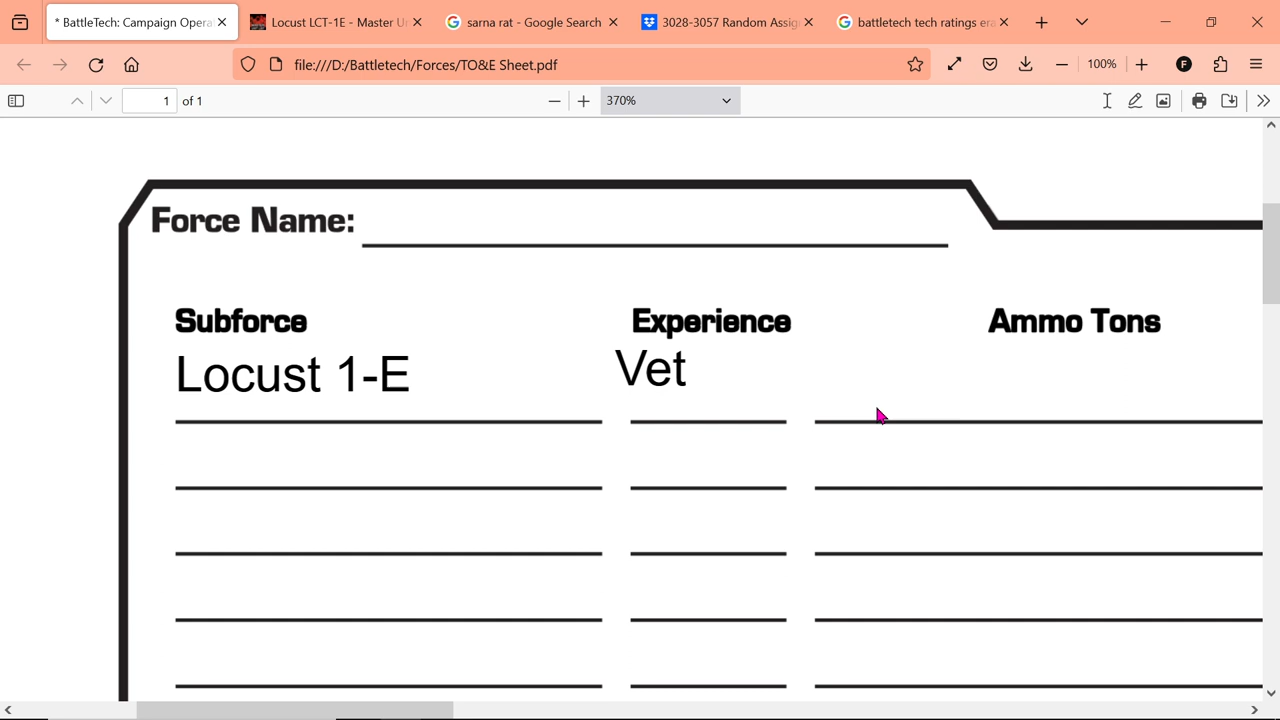 * BattleTech: Campaign Opera
Locust LCT-1E - Master U
sarna rat - Google Search
3028-3057 Random Assig
battletech tech ratings era
file:///D:/Battletech/Forces/TO&E Sheet.pdf
100%
F
1 of 1
370%
Force Name:
Subforce Experience Ammo Tons
Locust 1-E Vet